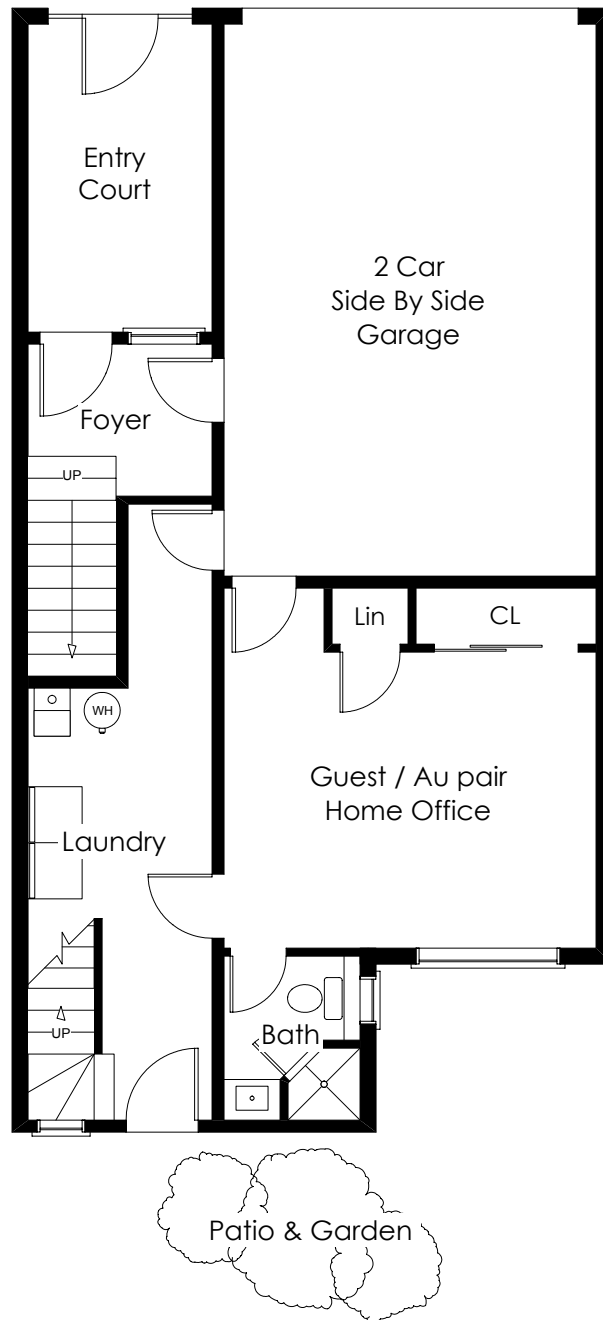 Entry
Court
2 Car
Side By Side
Garage
Foyer
UP
Lin
CL
WH
Guest / Au pair
Home Office
Laundry
UP
Bath
Patio & Garden